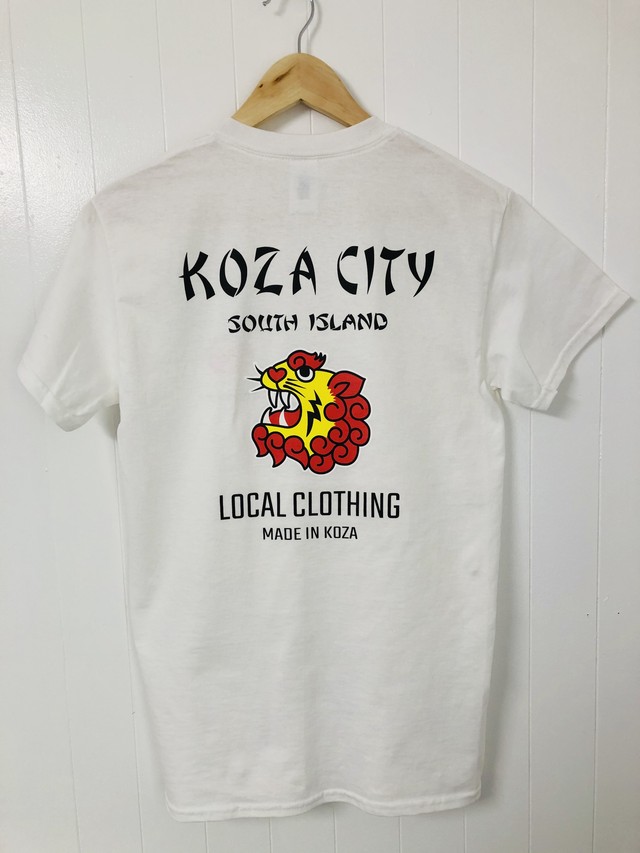 KOZA CITY
SOUTH ISLAND
LOCAL CLOTHING
MADE IN KOZA